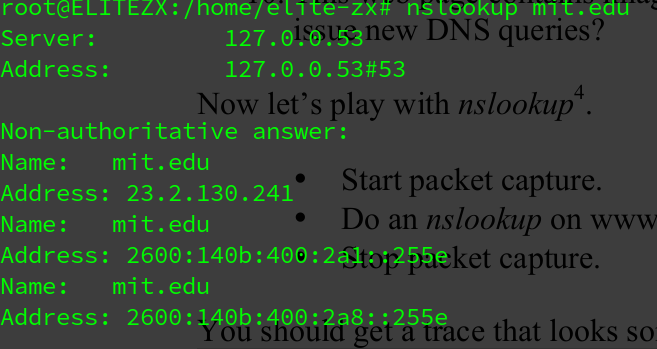 root@ELITEZX:/home/elite-zx# nslookup mit.edu
issue new DNS queries?
Server: 127.0.0.53
Address: 127.0.0.53#53
Now let's play with nslookup4.
Non-authoritative answer:
Name: mit.edu
• Start packet capture.
Address: 23.2.130.241
Name: mit.edu
• Do an nslookup on www
Address: 2600:140b:400:2a1::255e
• Stop packet capture.
Name: mit.edu
Address: 2600:140b:400:2a8::255e
You should get a trace that looks so